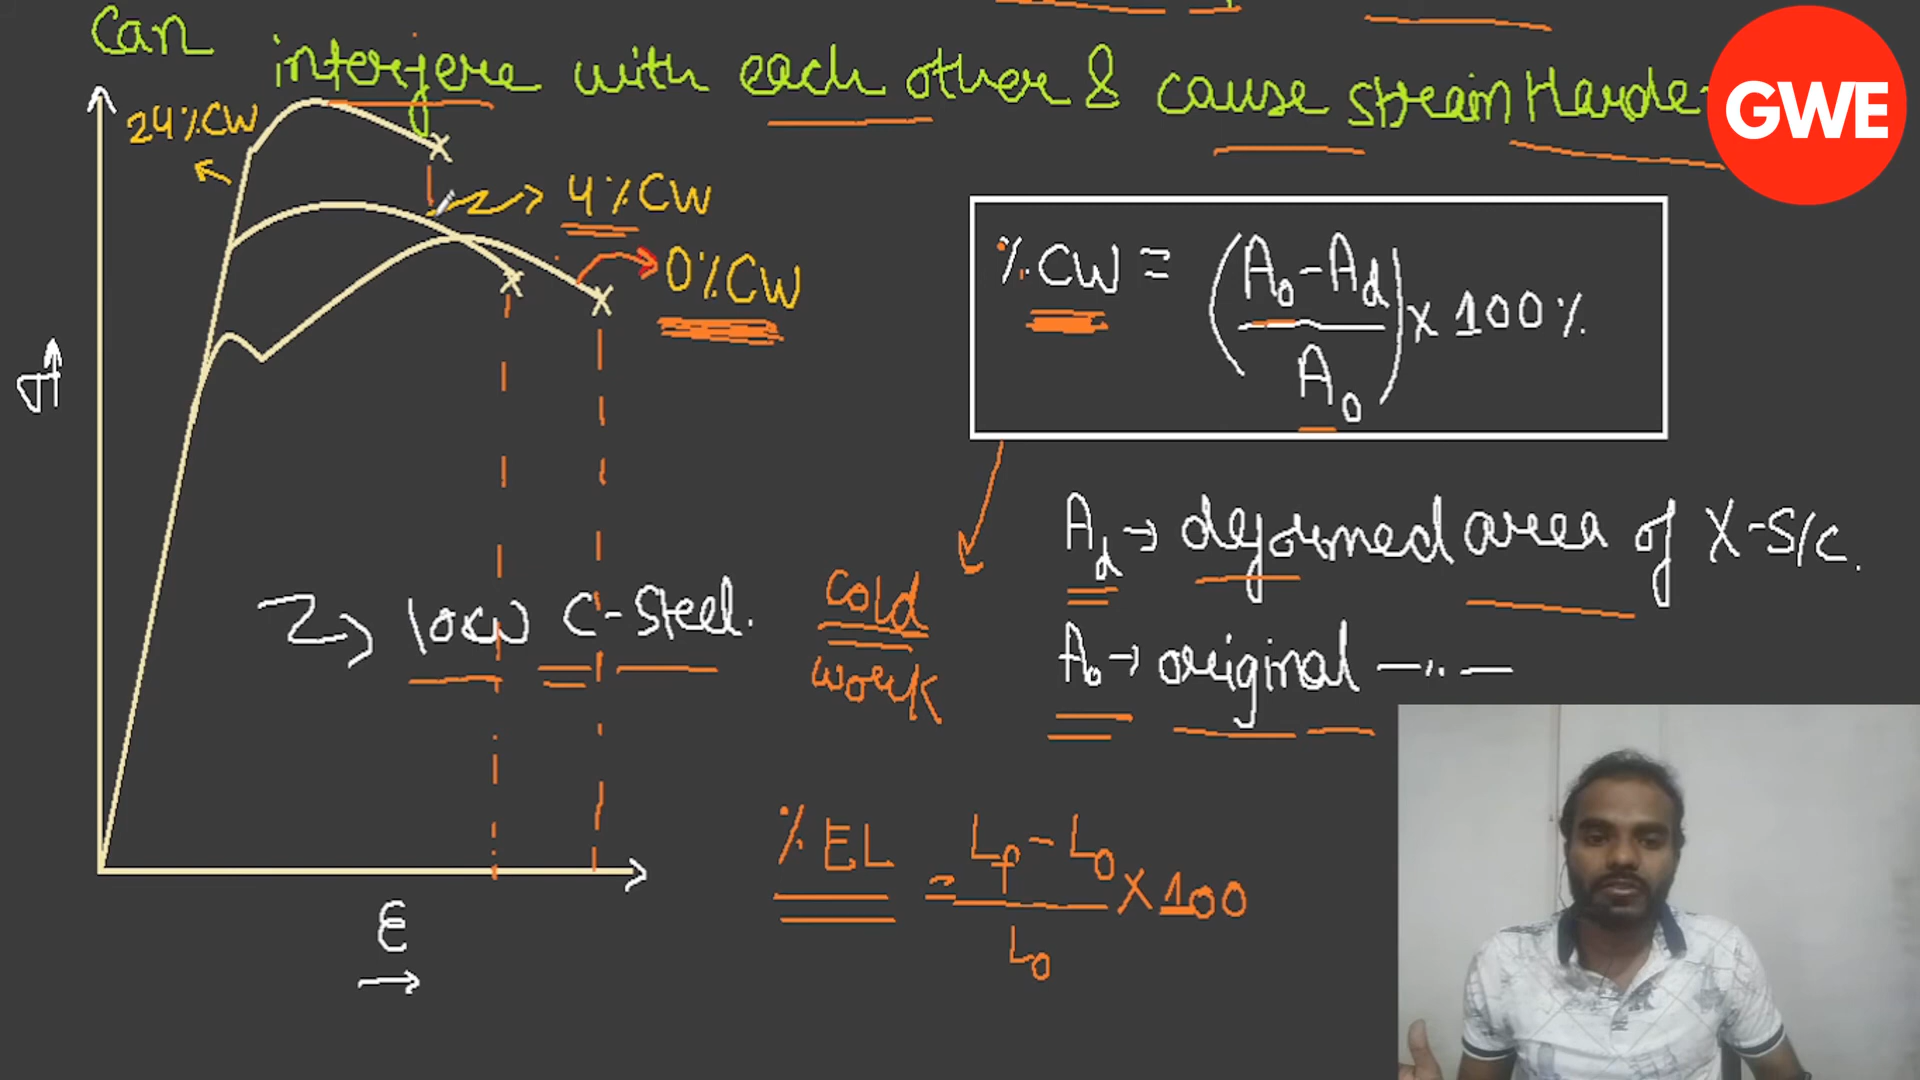 Can interfere with each other & cause strain Harde
GWE
24%CW
4%CW
0%CW
%CW = (A₀-Ad / A₀) × 100%
σ
Ad → deformed area of X-S/C.
A₀ → original —··—
low C-Steel.
Cold
work
%EL = Lf - L₀ / L₀ × 100
ε